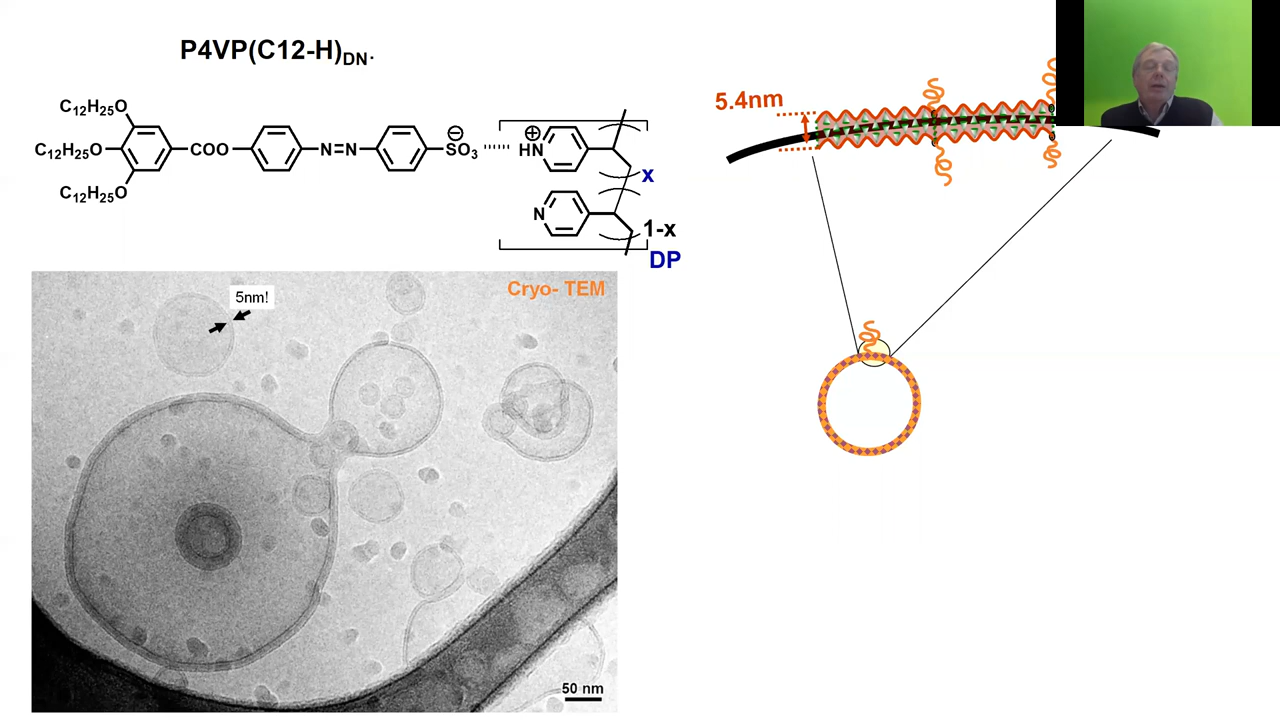 P4VP(C12-H)DN.
C12H25O
C12H25O
C12H25O
COO
N=N
⊖
SO3
⊕
HN
x
N
1-x
DP
5nm!
Cryo- TEM
50 nm
5.4nm